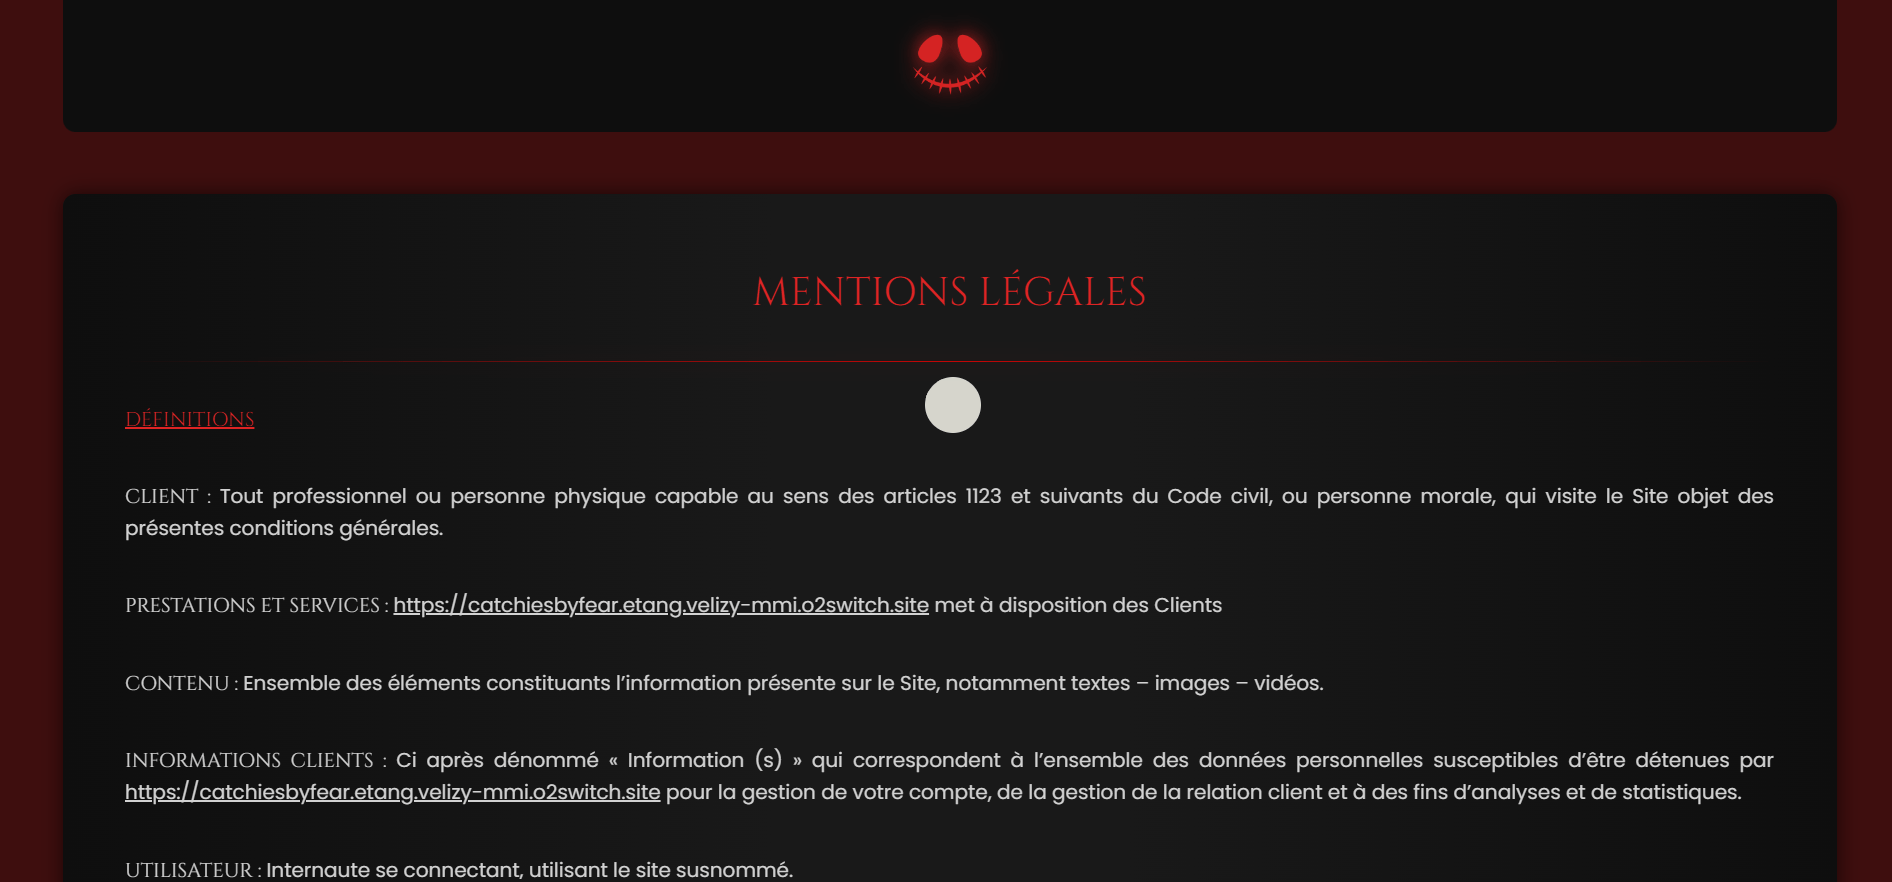 MENTIONS LÉGALES
DÉFINITIONS
CLIENT : Tout professionnel ou personne physique capable au sens des articles 1123 et suivants du Code civil, ou personne morale, qui visite le Site objet des
présentes conditions générales.
PRESTATIONS ET SERVICES : https://catchiesbyfear.etang.velizy-mmi.o2switch.site met à disposition des Clients
CONTENU : Ensemble des éléments constituants l’information présente sur le Site, notamment textes – images – vidéos.
INFORMATIONS CLIENTS : Ci après dénommé « Information (s) » qui correspondent à l’ensemble des données personnelles susceptibles d’être détenues par
https://catchiesbyfear.etang.velizy-mmi.o2switch.site pour la gestion de votre compte, de la gestion de la relation client et à des fins d’analyses et de statistiques.
UTILISATEUR : Internaute se connectant, utilisant le site susnommé.